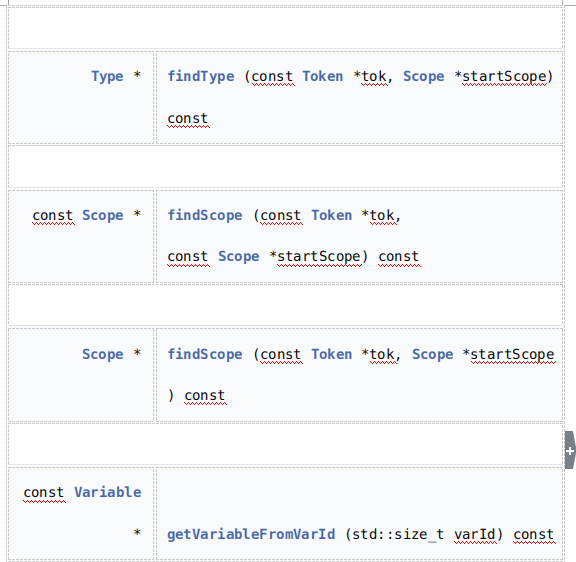 Type * findType (const Token *tok, Scope *startScope)
const
const Scope * findScope (const Token *tok,
const Scope *startScope) const
Scope * findScope (const Token *tok, Scope *startScope
) const
const Variable
* getVariableFromVarId (std::size_t varId) const